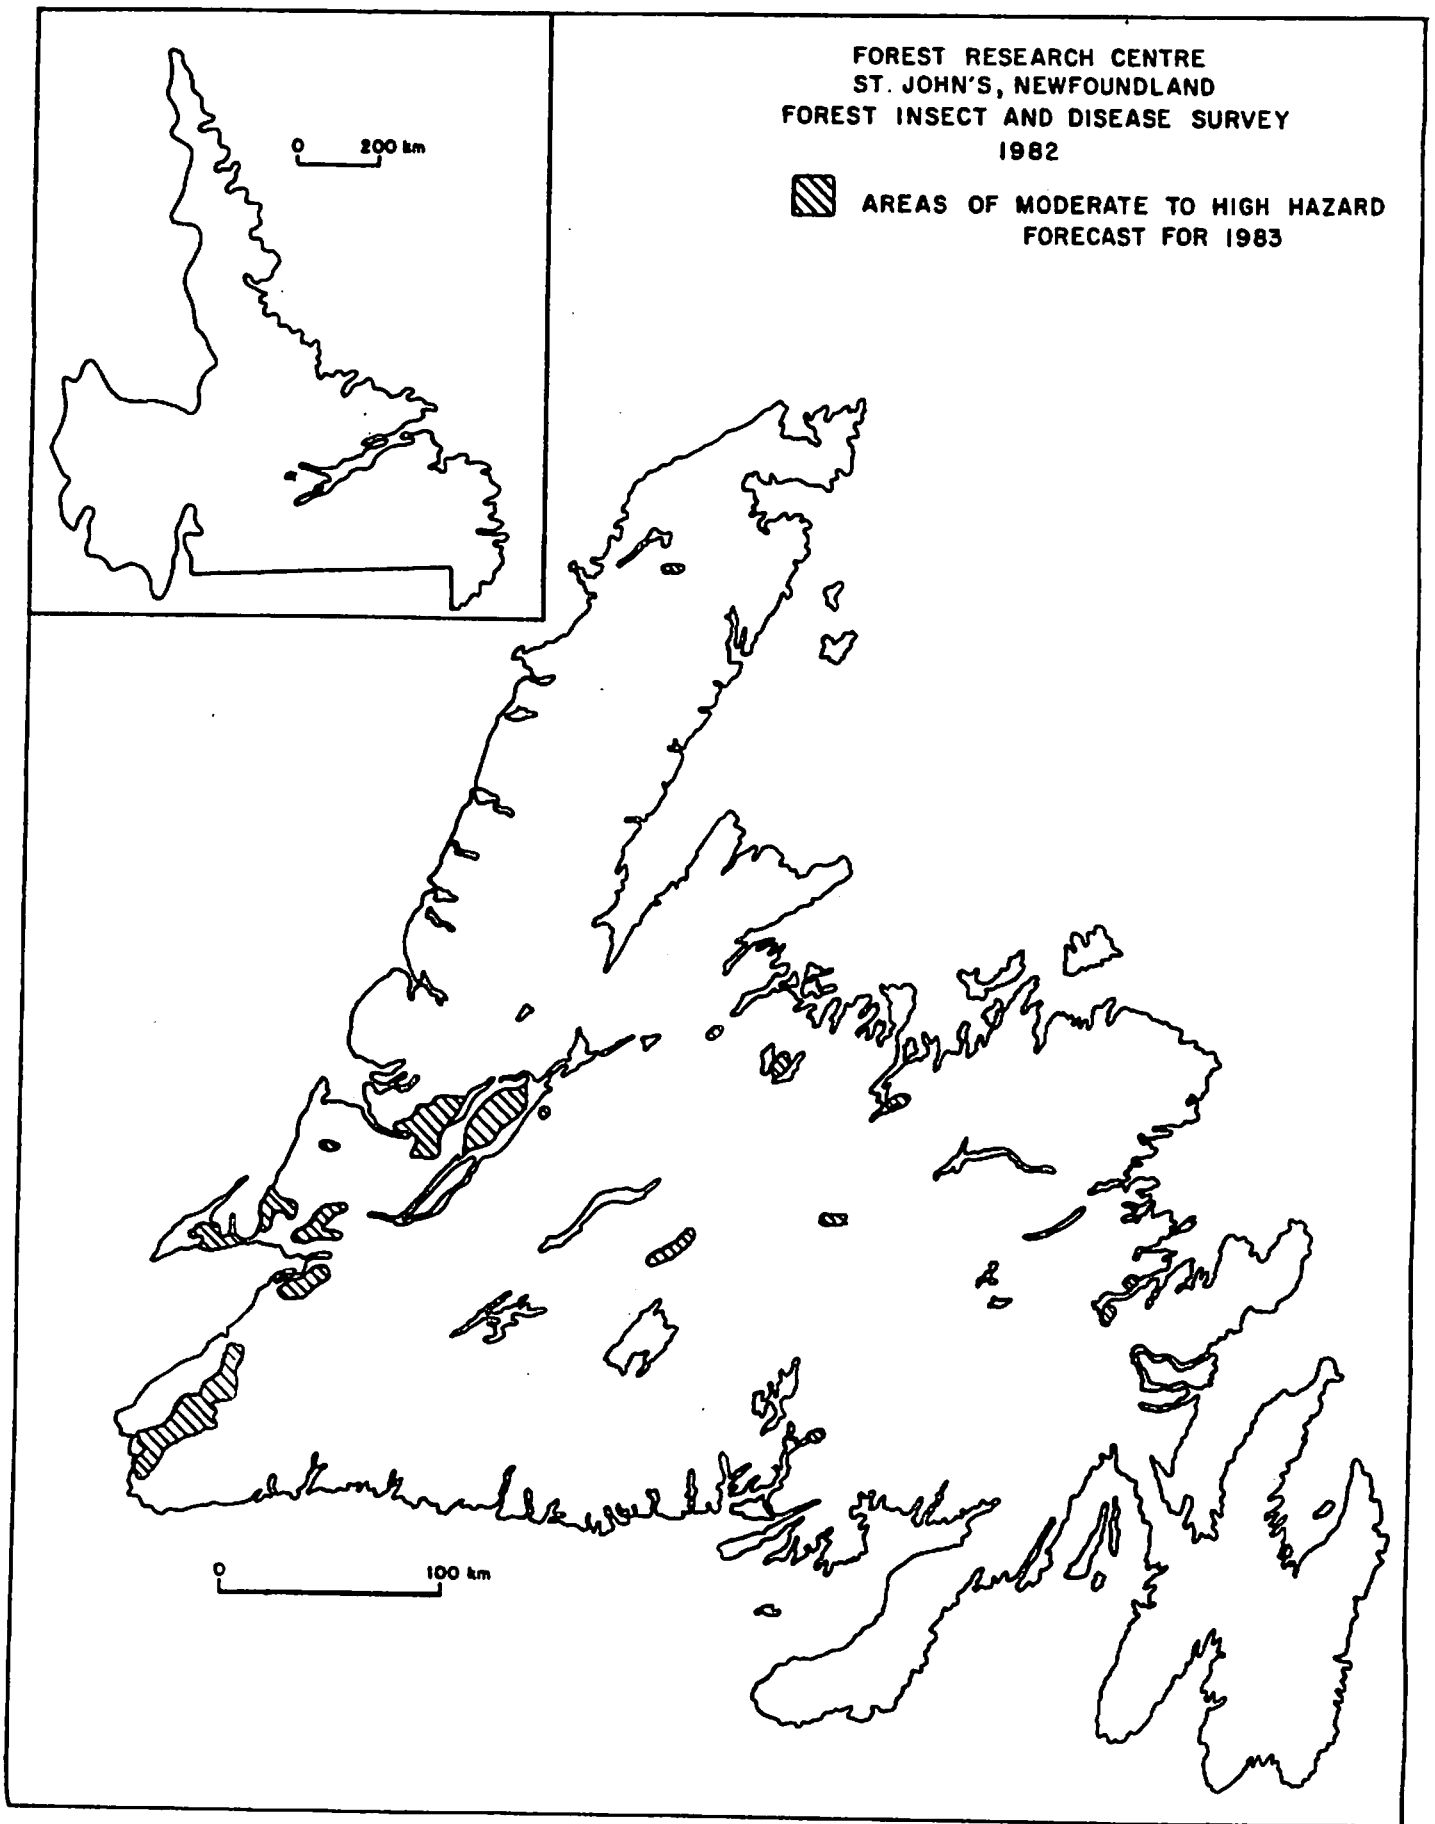 FOREST RESEARCH CENTRE
ST. JOHN'S, NEWFOUNDLAND
FOREST INSECT AND DISEASE SURVEY
1982
AREAS OF MODERATE TO HIGH HAZARD
FORECAST FOR 1983
0 200 km
0 100 km